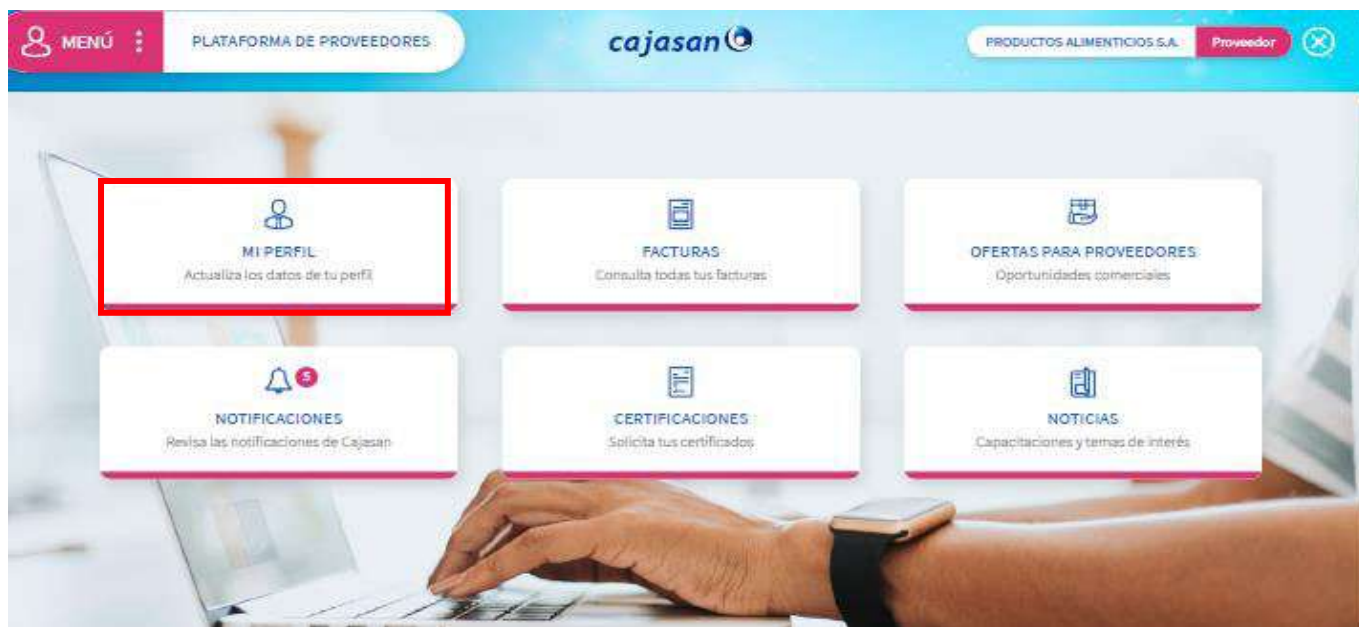 MENÚ
PLATAFORMA DE PROVEEDORES
cajasan
PRODUCTOS ALIMENTICIOS S.A.
Proveedor
MI PERFIL
Actualiza los datos de tu perfil
FACTURAS
Consulta todas tus facturas
OFERTAS PARA PROVEEDORES
Oportunidades comerciales
5
NOTIFICACIONES
Revisa las notificaciones de Cajasan
CERTIFICACIONES
Solicita tus certificados
NOTICIAS
Capacitaciones y temas de interés